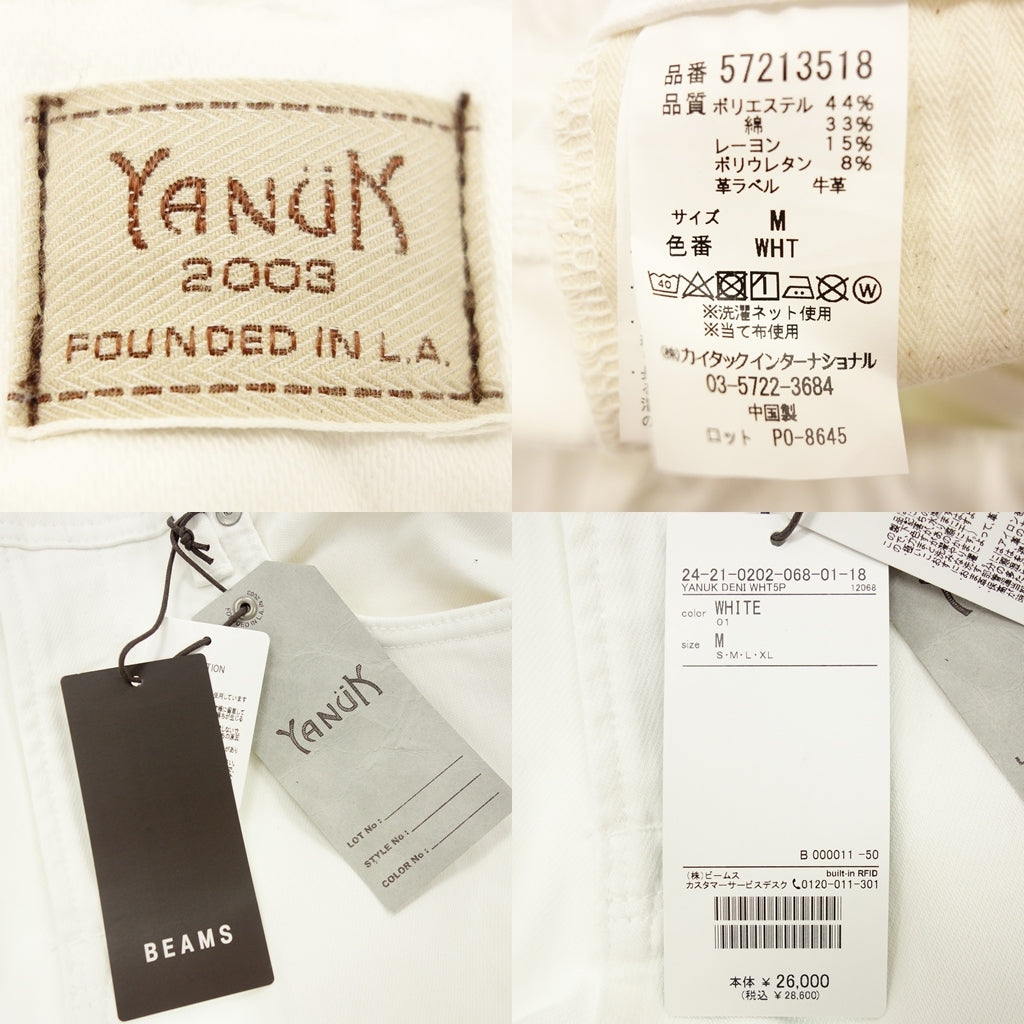 YANÜK
2003
FOUNDED IN L.A.
品番 57213518
品質 ポリエステル 44%
綿 33%
レーヨン 15%
ポリウレタン 8%
革ラベル 牛革
サイズ M
色番 WHT
40
W
※洗濯ネット使用
※当て布使用
㈱カイタックインターナショナル
03-5722-3684
中国製
ロット PO-8645
YANÜK
LOT No :
STYLE No :
COLOR No :
BEAMS
24-21-0202-068-01-18
YANUK DENI WHT5P 12068
color WHITE
01
size M
S・M・L・XL
B 000011 -50
(株)ビームス built-in RFID
カスタマーサービスデスク 0120-011-301
本体 ¥ 26,000
(税込 ¥ 28,600)